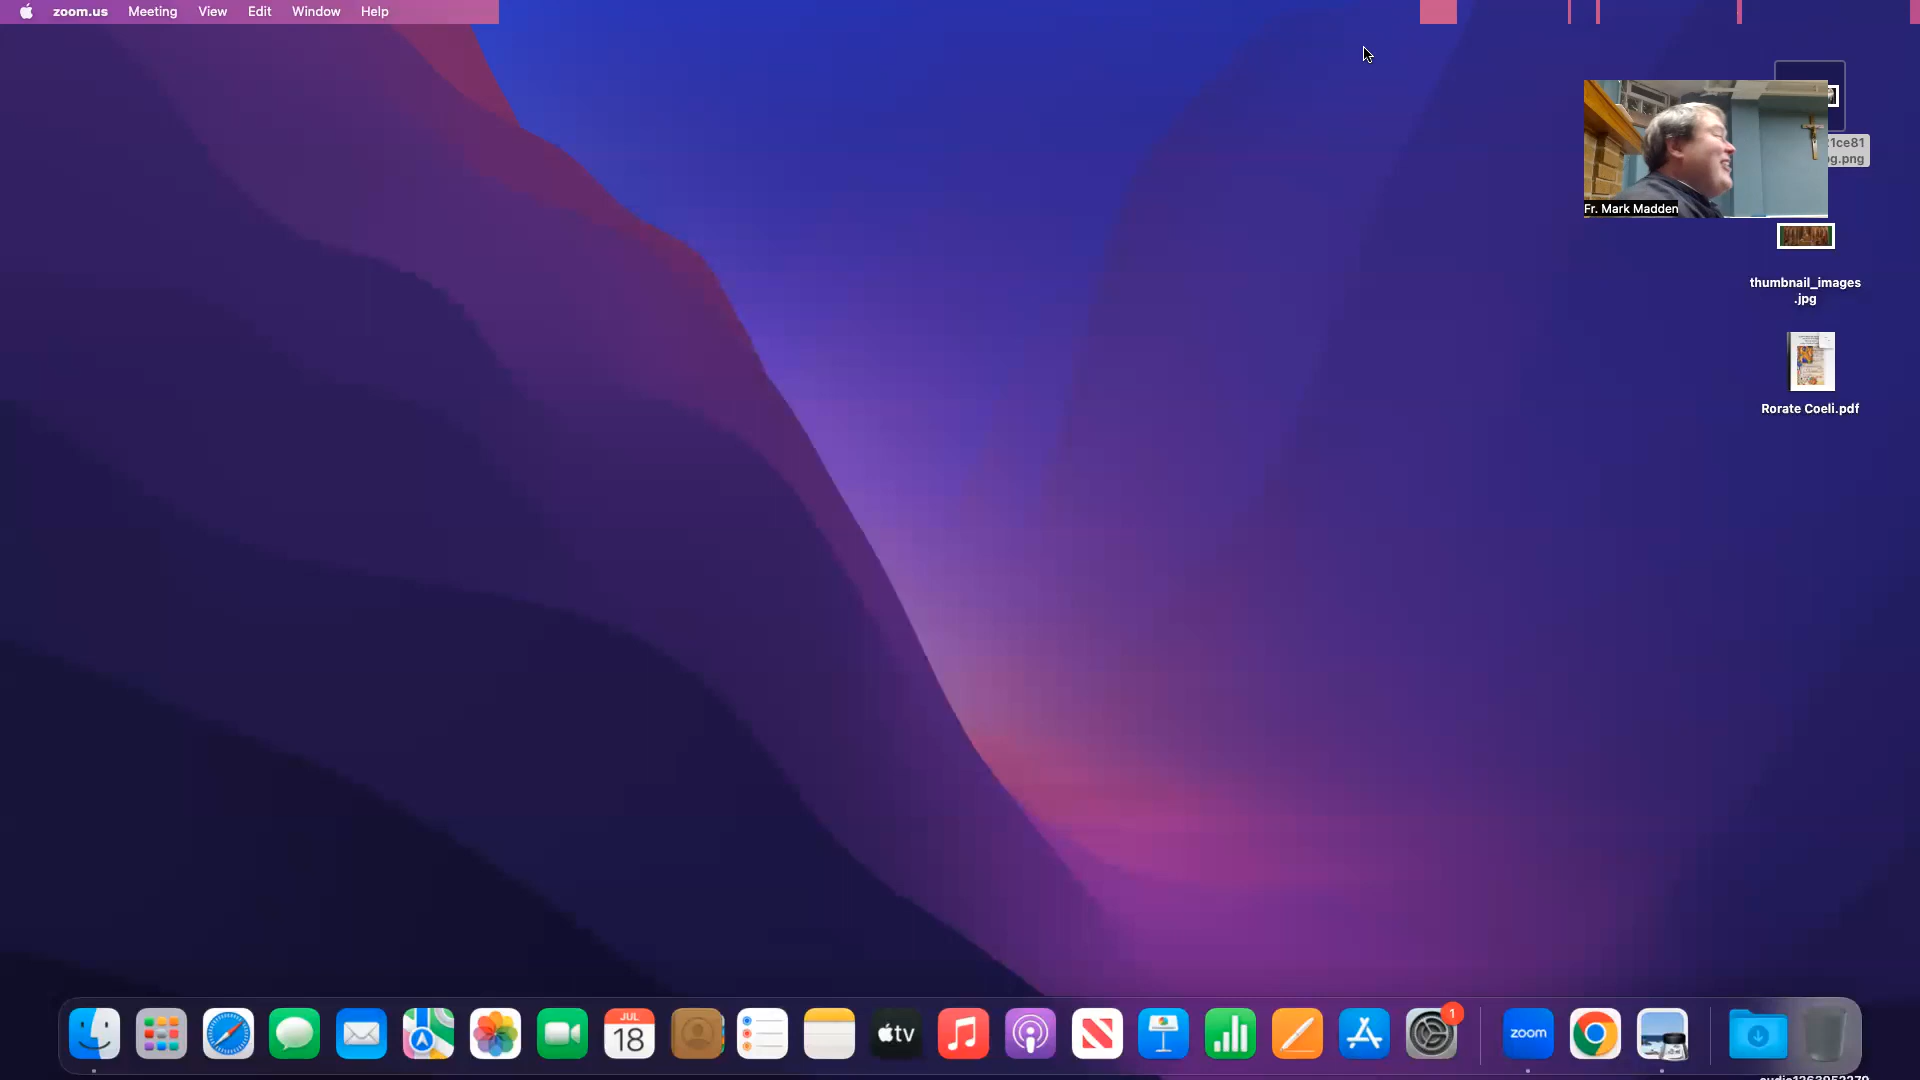 zoom.us Meeting View Edit Window Help
1ce81
g.png
Fr. Mark Madden
thumbnail_images
.jpg
Rorate Coeli.pdf
JUL
18
tv
1
zoom